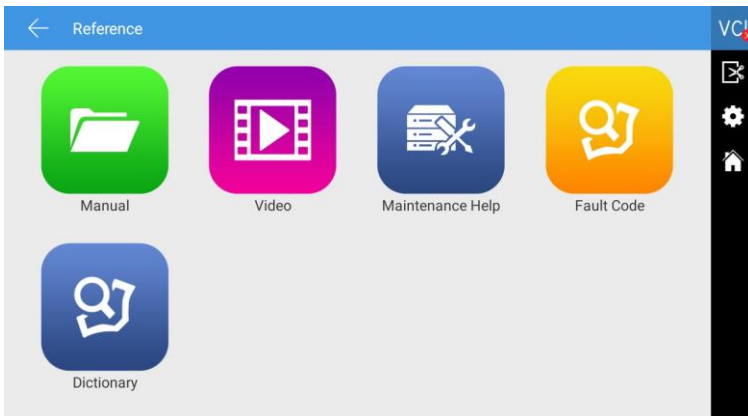 Reference
VCI
Manual
Video
Maintenance Help
Fault Code
Dictionary